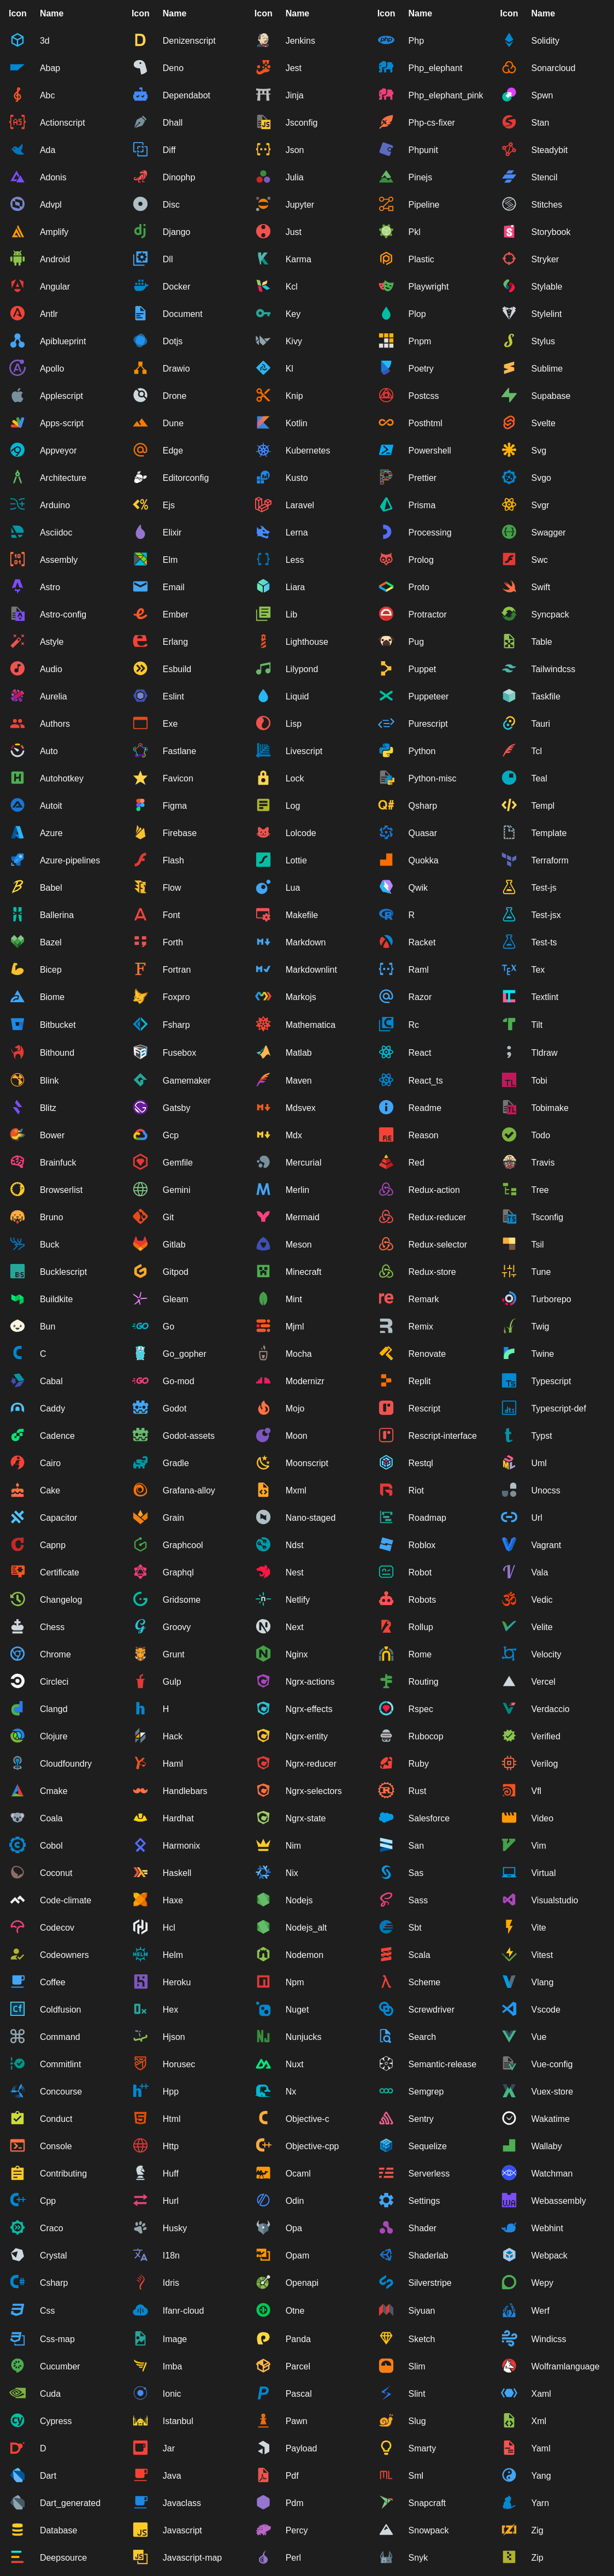 Icon Name Icon Name Icon Name Icon Name Icon Name
3d Denizenscript Jenkins Php Solidity
Abap Deno Jest Php_elephant Sonarcloud
Abc Dependabot Jinja Php_elephant_pink Spwn
Actionscript Dhall Jsconfig Php-cs-fixer Stan
Ada Diff Json Phpunit Steadybit
Adonis Dinophp Julia Pinejs Stencil
Advpl Disc Jupyter Pipeline Stitches
Amplify Django Just Pkl Storybook
Android Dll Karma Plastic Stryker
Angular Docker Kcl Playwright Stylable
Antlr Document Key Plop Stylelint
Apiblueprint Dotjs Kivy Pnpm Stylus
Apollo Drawio Kl Poetry Sublime
Applescript Drone Knip Postcss Supabase
Apps-script Dune Kotlin Posthtml Svelte
Appveyor Edge Kubernetes Powershell Svg
Architecture Editorconfig Kusto Prettier Svgo
Arduino Ejs Laravel Prisma Svgr
Asciidoc Elixir Lerna Processing Swagger
Assembly Elm Less Prolog Swc
Astro Email Liara Proto Swift
Astro-config Ember Lib Protractor Syncpack
Astyle Erlang Lighthouse Pug Table
Audio Esbuild Lilypond Puppet Tailwindcss
Aurelia Eslint Liquid Puppeteer Taskfile
Authors Exe Lisp Purescript Tauri
Auto Fastlane Livescript Python Tcl
Autohotkey Favicon Lock Python-misc Teal
Autoit Figma Log Qsharp Templ
Azure Firebase Lolcode Quasar Template
Azure-pipelines Flash Lottie Quokka Terraform
Babel Flow Lua Qwik Test-js
Ballerina Font Makefile R Test-jsx
Bazel Forth Markdown Racket Test-ts
Bicep Fortran Markdownlint Raml Tex
Biome Foxpro Markojs Razor Textlint
Bitbucket Fsharp Mathematica Rc Tilt
Bithound Fusebox Matlab React Tldraw
Blink Gamemaker Maven React_ts Tobi
Blitz Gatsby Mdsvex Readme Tobimake
Bower Gcp Mdx Reason Todo
Brainfuck Gemfile Mercurial Red Travis
Browserlist Gemini Merlin Redux-action Tree
Bruno Git Mermaid Redux-reducer Tsconfig
Buck Gitlab Meson Redux-selector Tsil
Bucklescript Gitpod Minecraft Redux-store Tune
Buildkite Gleam Mint Remark Turborepo
Bun Go Mjml Remix Twig
C Go_gopher Mocha Renovate Twine
Cabal Go-mod Modernizr Replit Typescript
Caddy Godot Mojo Rescript Typescript-def
Cadence Godot-assets Moon Rescript-interface Typst
Cairo Gradle Moonscript Restql Uml
Cake Grafana-alloy Mxml Riot Unocss
Capacitor Grain Nano-staged Roadmap Url
Capnp Graphcool Ndst Roblox Vagrant
Certificate Graphql Nest Robot Vala
Changelog Gridsome Netlify Robots Vedic
Chess Groovy Next Rollup Velite
Chrome Grunt Nginx Rome Velocity
Circleci Gulp Ngrx-actions Routing Vercel
Clangd H Ngrx-effects Rspec Verdaccio
Clojure Hack Ngrx-entity Rubocop Verified
Cloudfoundry Haml Ngrx-reducer Ruby Verilog
Cmake Handlebars Ngrx-selectors Rust Vfl
Coala Hardhat Ngrx-state Salesforce Video
Cobol Harmonix Nim San Vim
Coconut Haskell Nix Sas Virtual
Code-climate Haxe Nodejs Sass Visualstudio
Codecov Hcl Nodejs_alt Sbt Vite
Codeowners Helm Nodemon Scala Vitest
Coffee Heroku Npm Scheme Vlang
Coldfusion Hex Nuget Screwdriver Vscode
Command Hjson Nunjucks Search Vue
Commitlint Horusec Nuxt Semantic-release Vue-config
Concourse Hpp Nx Semgrep Vuex-store
Conduct Html Objective-c Sentry Wakatime
Console Http Objective-cpp Sequelize Wallaby
Contributing Huff Ocaml Serverless Watchman
Cpp Hurl Odin Settings Webassembly
Craco Husky Opa Shader Webhint
Crystal I18n Opam Shaderlab Webpack
Csharp Idris Openapi Silverstripe Wepy
Css Ifanr-cloud Otne Siyuan Werf
Css-map Image Panda Sketch Windicss
Cucumber Imba Parcel Slim Wolframlanguage
Cuda Ionic Pascal Slint Xaml
Cypress Istanbul Pawn Slug Xml
D Jar Payload Smarty Yaml
Dart Java Pdf Sml Yang
Dart_generated Javaclass Pdm Snapcraft Yarn
Database Javascript Percy Snowpack Zig
Deepsource Javascript-map Perl Snyk Zip